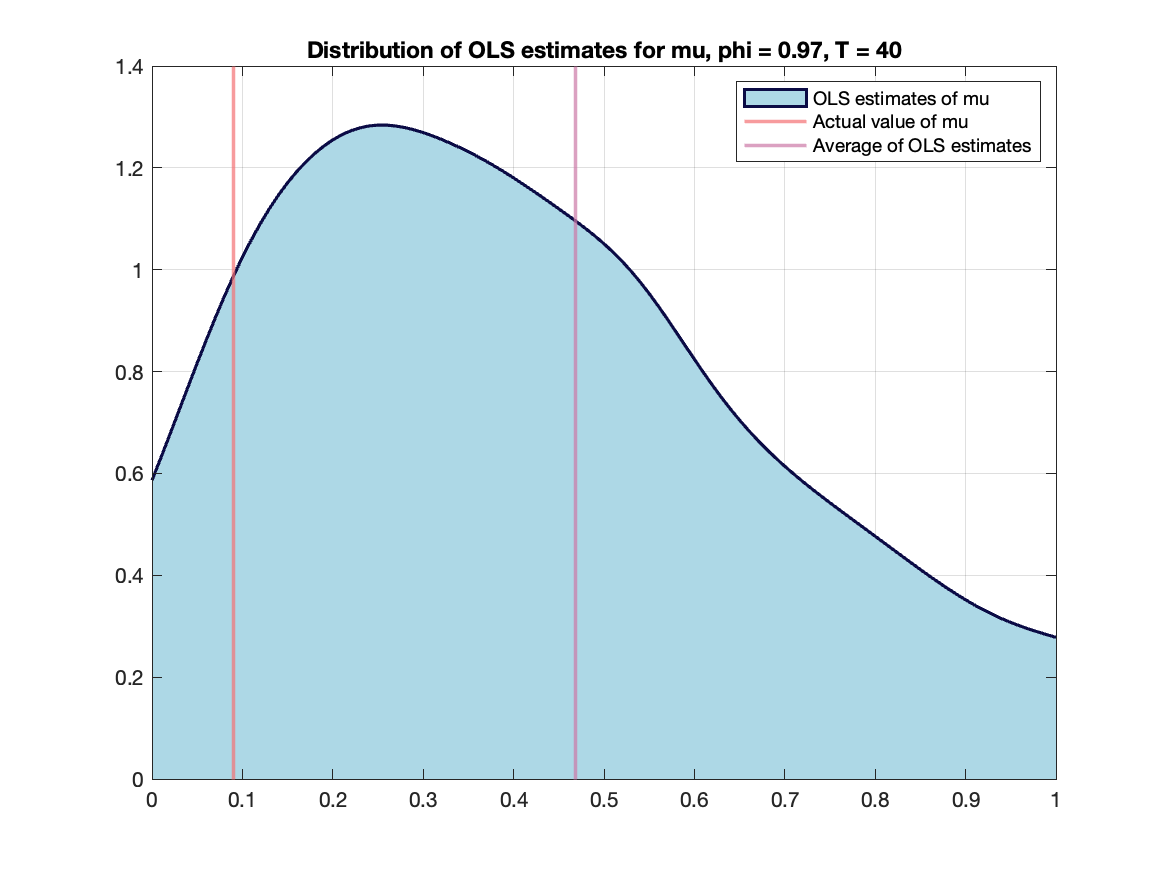 Distribution of OLS estimates for mu, phi = 0.97, T = 40
1.4
1.2
1
0.8
0.6
0.4
0.2
0
OLS estimates of mu
Actual value of mu
Average of OLS estimates
0 0.1 0.2 0.3 0.4 0.5 0.6 0.7 0.8 0.9 1